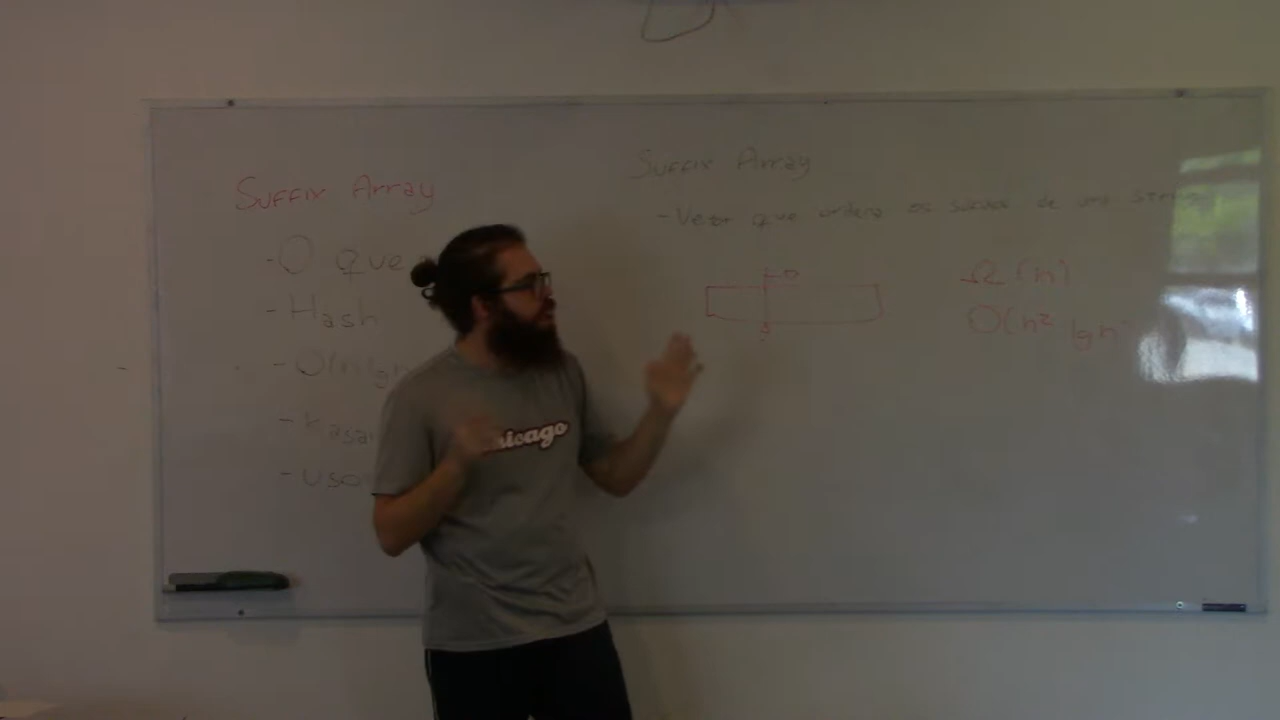 Suffix Array
- O que
- Hash
- O(n lg n
- Kasai
- uso
Suffix Array
- Vetor que ordena os sufixos de uma string
Ω(n)
O(n² lg n)
Chicago